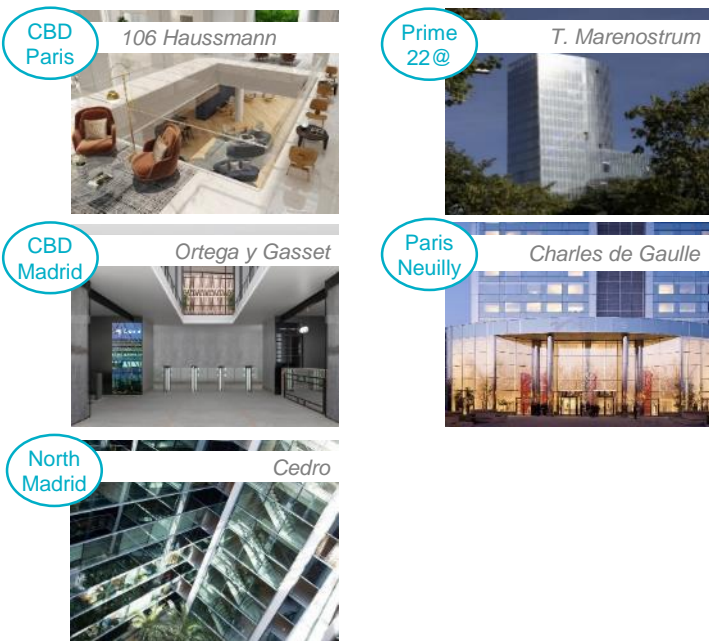 CBD
Paris
106 Haussmann
Prime
22@
T. Marenostrum
CBD
Madrid
Ortega y Gasset
Paris
Neuilly
Charles de Gaulle
North
Madrid
Cedro